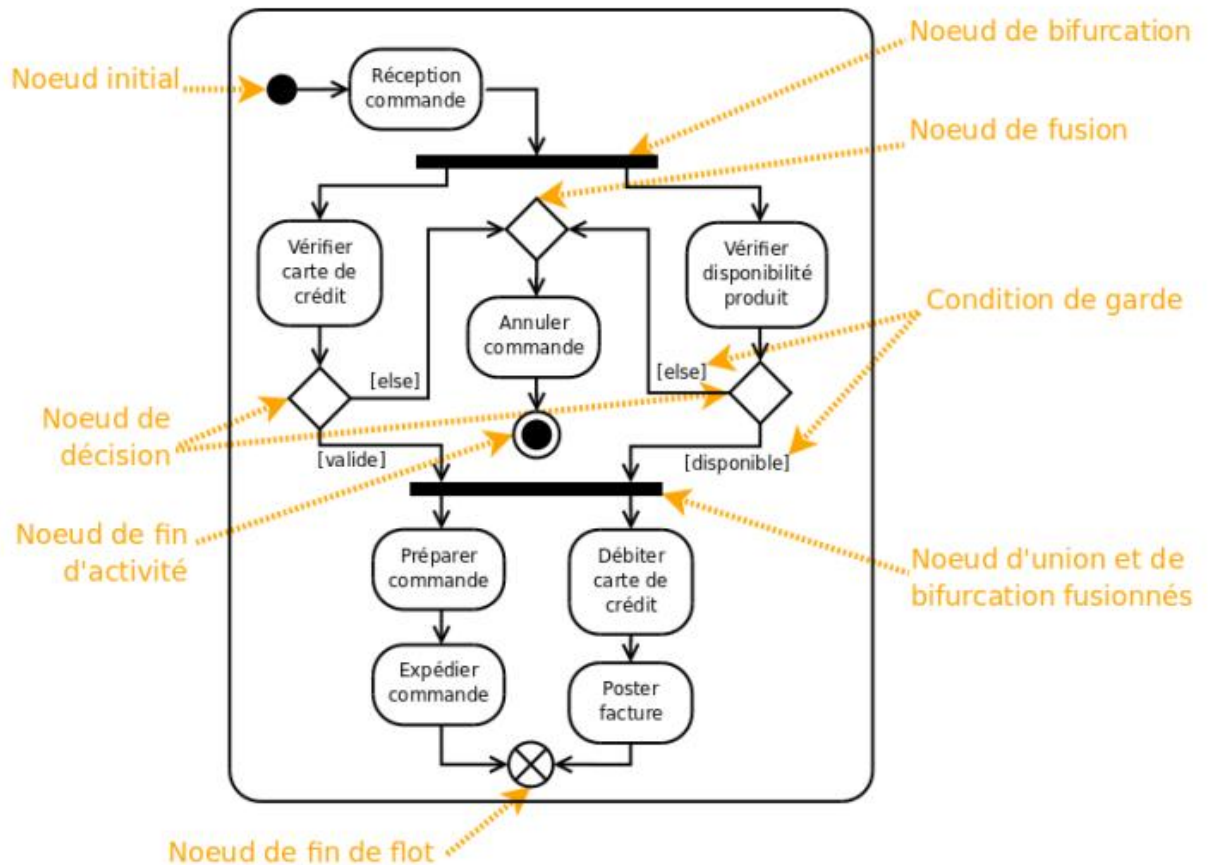 Noeud de bifurcation
Noeud initial
Réception
commande
Noeud de fusion
Vérifier
carte de
crédit
Vérifier
disponibilité
produit
Condition de garde
Annuler
commande
[else]
[else]
Noeud de
décision
[valide]
[disponible]
Noeud de fin
d'activité
Préparer
commande
Débiter
carte de
crédit
Noeud d'union et de
bifurcation fusionnés
Expédier
commande
Poster
facture
Noeud de fin de flot